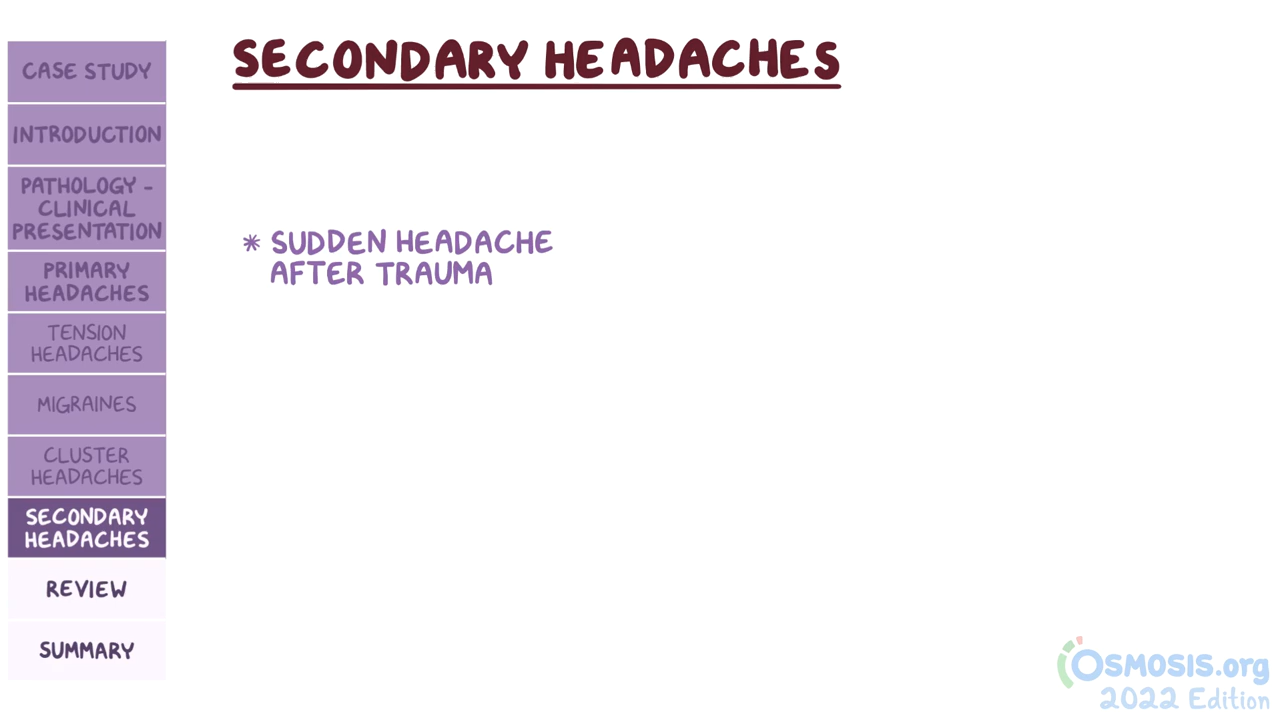 SECONDARY HEADACHES
CASE STUDY
INTRODUCTION
PATHOLOGY -
CLINICAL
PRESENTATION
PRIMARY
HEADACHES
TENSION
HEADACHES
MIGRAINES
CLUSTER
HEADACHES
SECONDARY
HEADACHES
REVIEW
SUMMARY
* SUDDEN HEADACHE
AFTER TRAUMA
OSMOSIS.org
2022 Edition